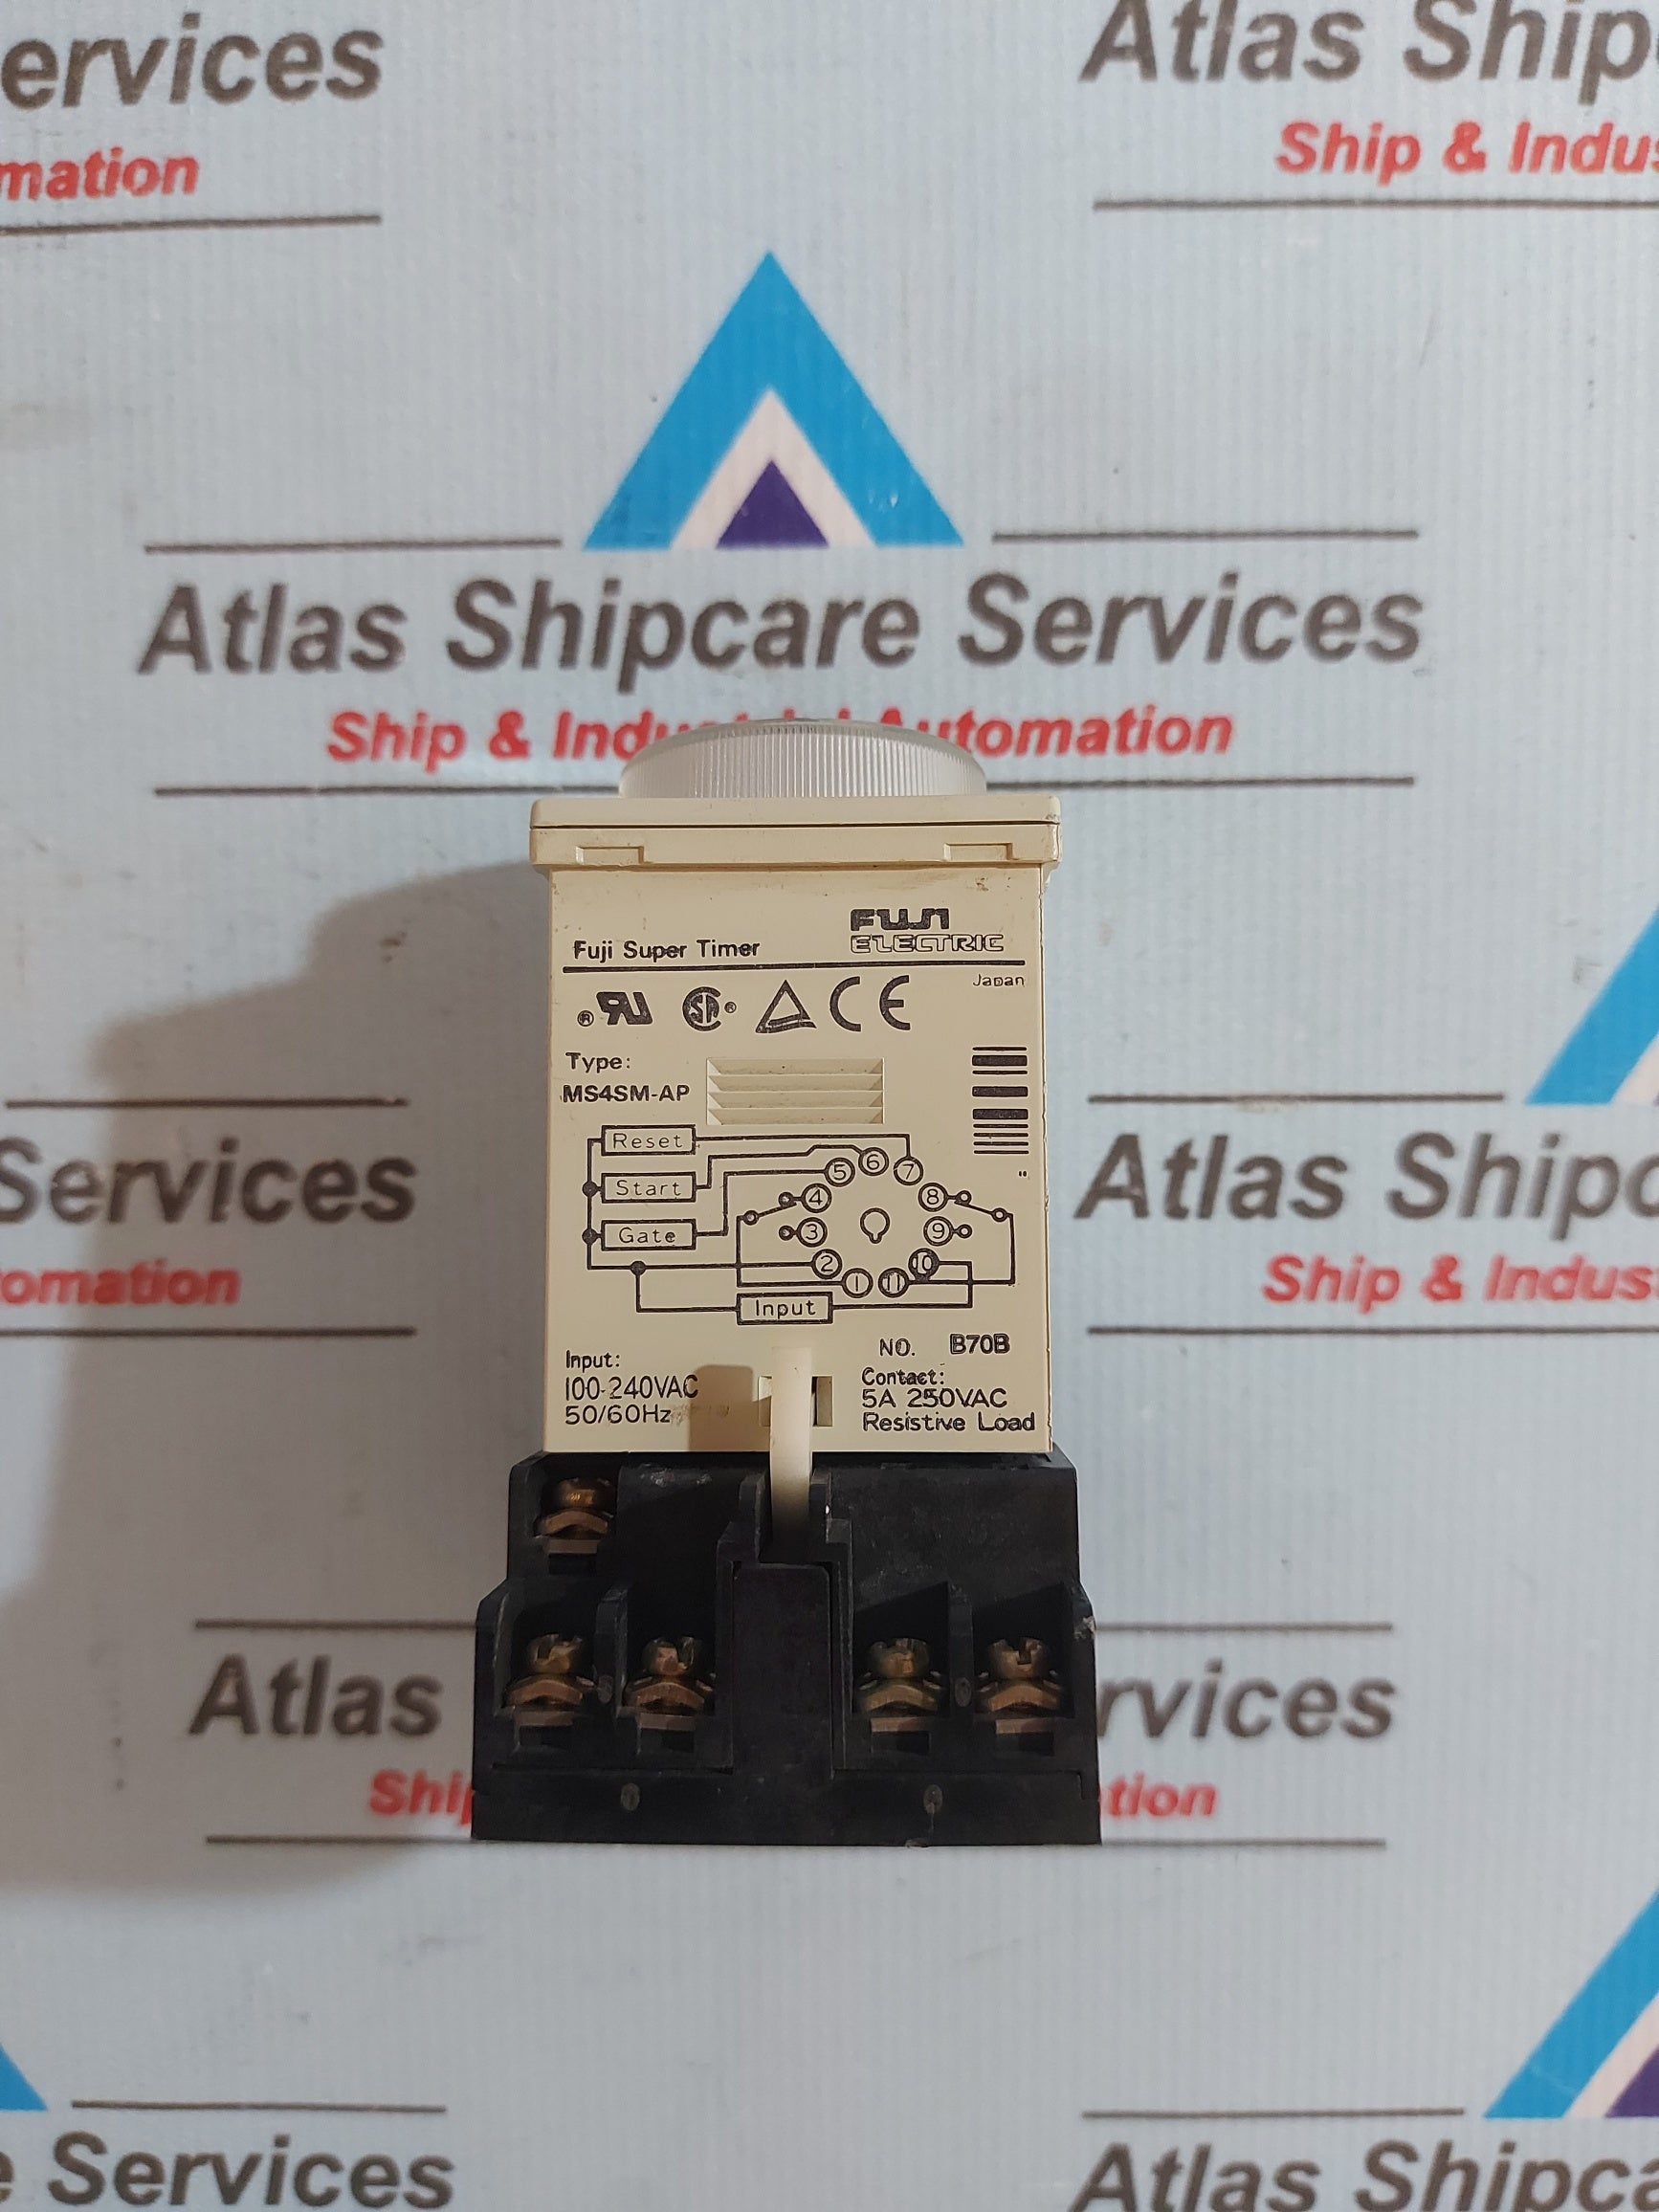 ervices
mation
Atlas Ship
Ship & Indus
Atlas Shipcare Services
Ship & Industrial Automation
Fuji Super Timer
FUJI
ELECTRIC
Japan
Type:
MS4SM-AP
Reset
Start
Gate
Input
1
2
3
4
5
6
7
8
9
10
11
NO. B70B
Input:
100-240VAC
50/60Hz
Contact:
5A 250VAC
Resistive Load
Services
omation
Atlas Shipc
Ship & Indust
Atlas
rvices
Ship
tion
e Services
Atlas Shipca